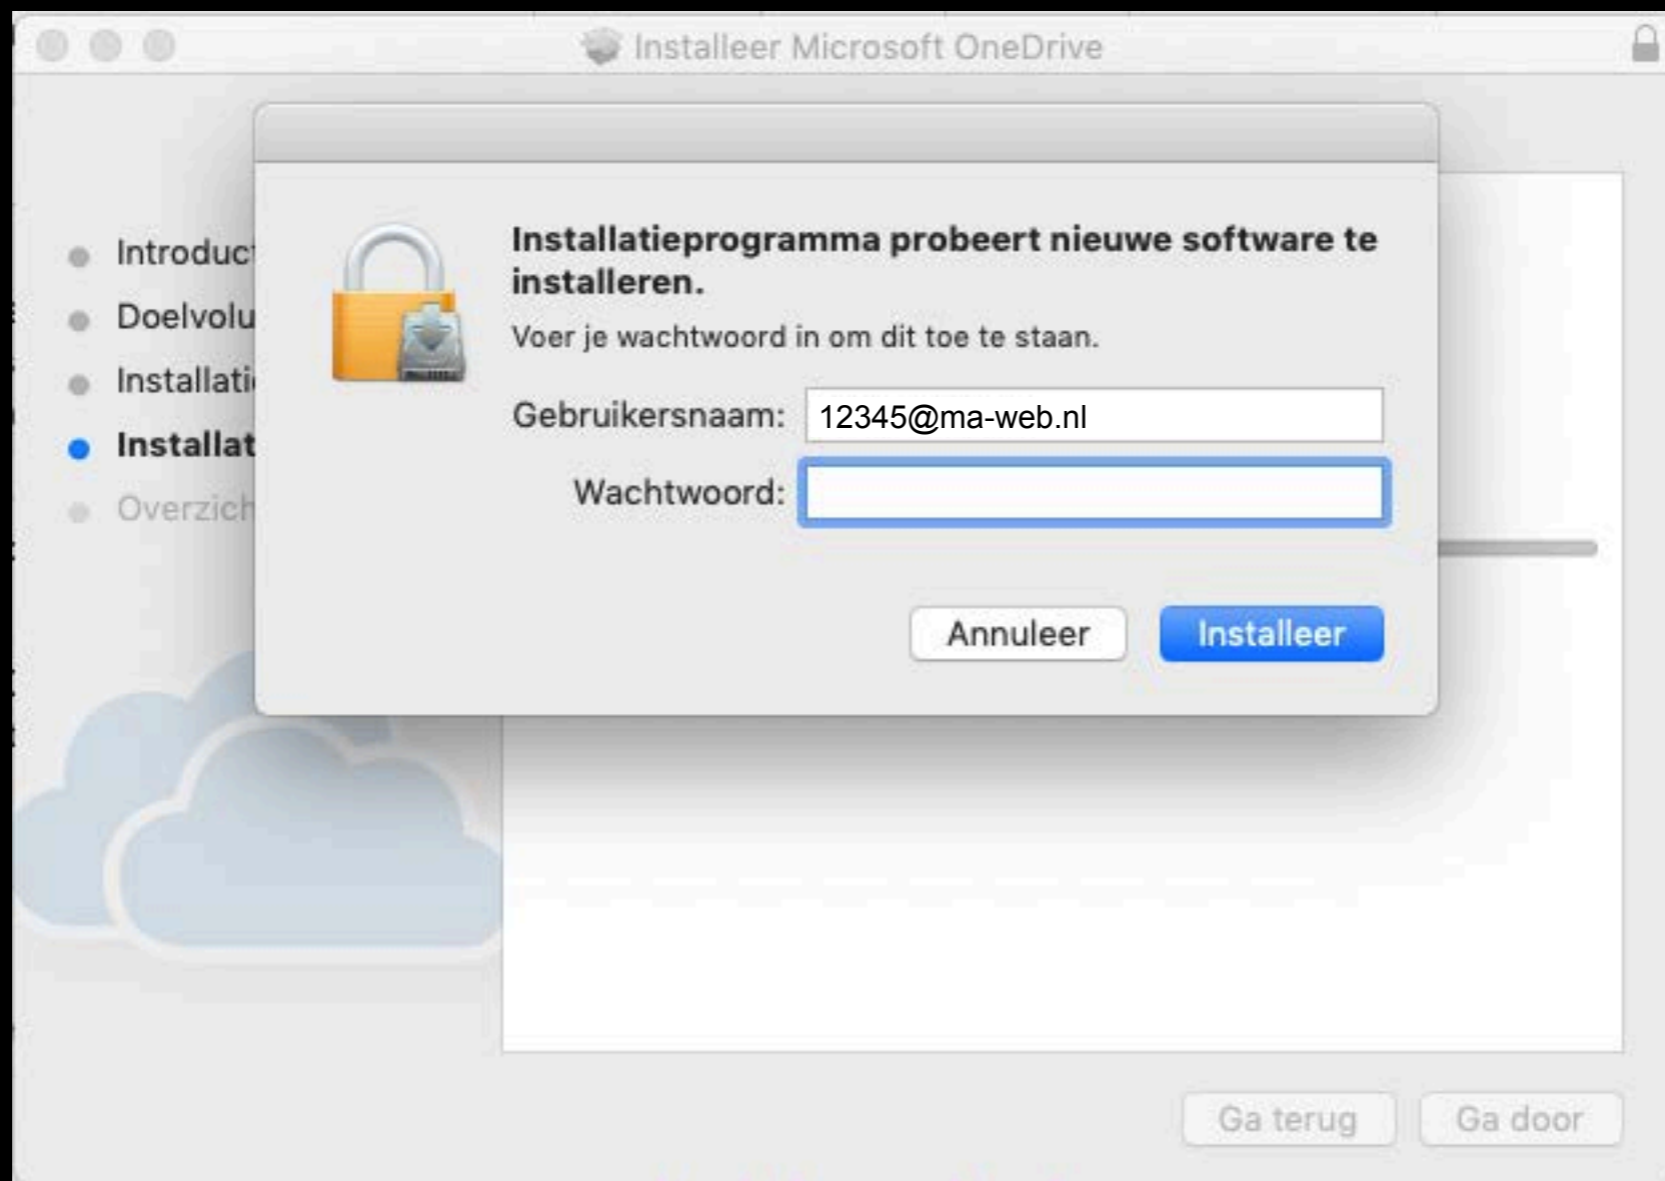 Installeer Microsoft OneDrive
Installatieprogramma probeert nieuwe software te
installeren.
Voer je wachtwoord in om dit toe te staan.
Gebruikersnaam: 12345@ma-web.nl
Wachtwoord:
Annuleer Installeer
Introduct
Doelvolu
Installati
Installat
Overzich
Ga terug Ga door